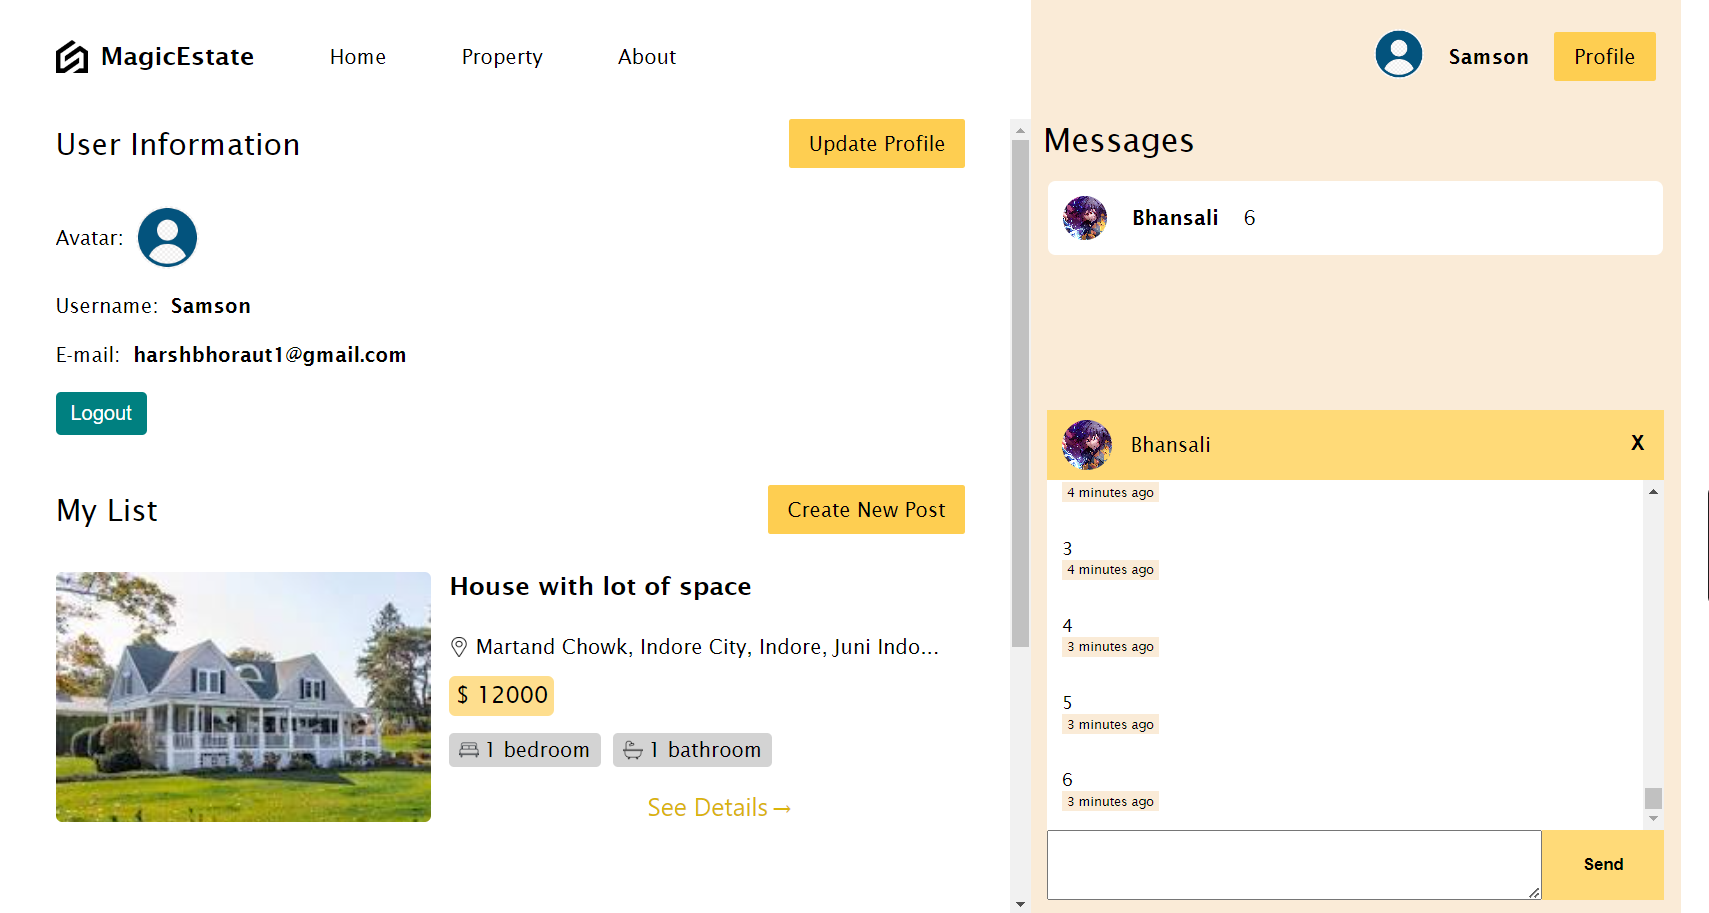 MagicEstate
Home
Property
About
Samson
Profile
User Information
Update Profile
Avatar:
Username: Samson
E-mail: harshbhoraut1@gmail.com
Logout
My List
Create New Post
House with lot of space
Martand Chowk, Indore City, Indore, Juni Indo...
$ 12000
1 bedroom
1 bathroom
See Details→
Messages
Bhansali 6
Bhansali
X
4 minutes ago
3
4 minutes ago
4
3 minutes ago
5
3 minutes ago
6
3 minutes ago
Send